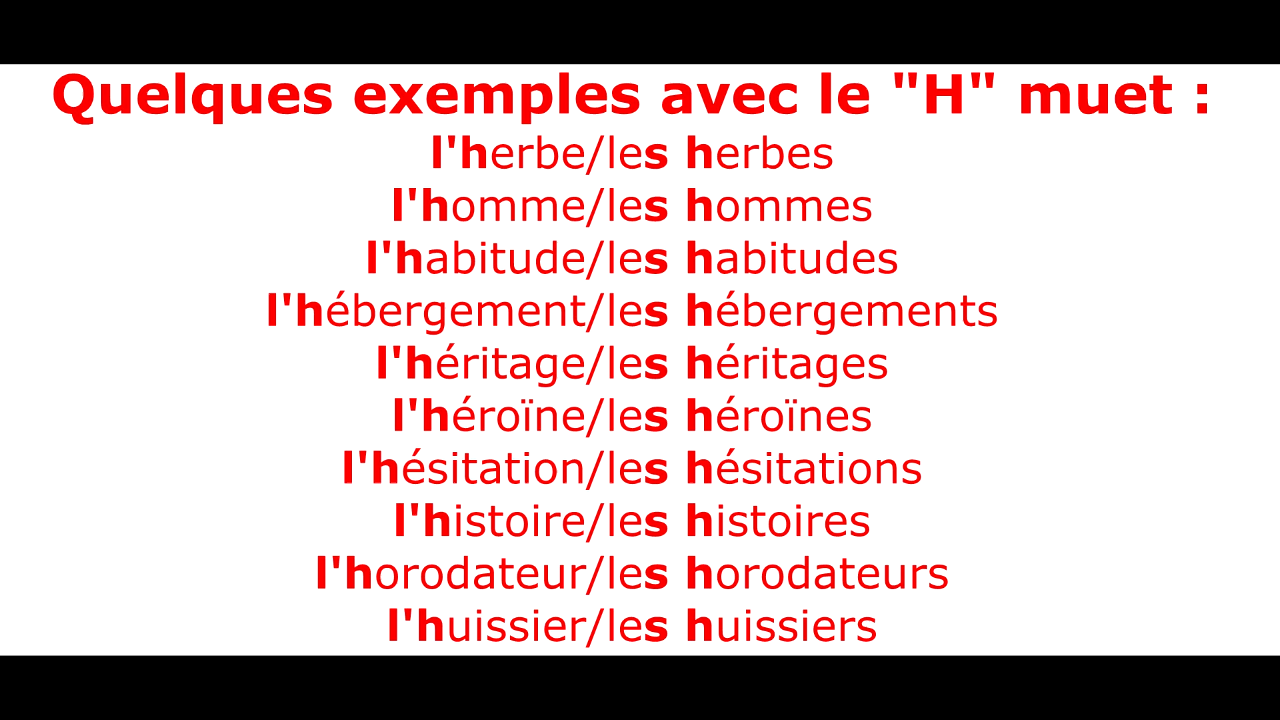 Quelques exemples avec le "H" muet :
l'herbe/les herbes
l'homme/les hommes
l'habitude/les habitudes
l'hébergement/les hébergements
l'héritage/les héritages
l'héroïne/les héroïnes
l'hésitation/les hésitations
l'histoire/les histoires
l'horodateur/les horodateurs
l'huissier/les huissiers